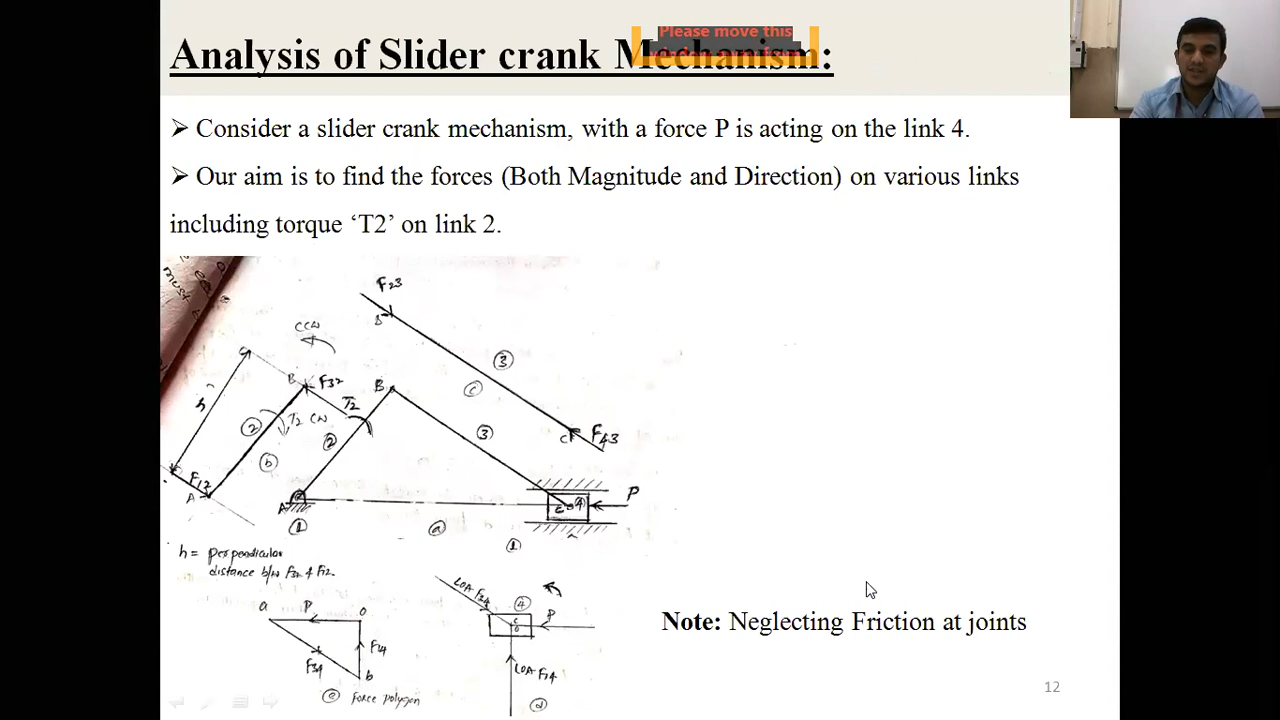 Please move this
Analysis of Slider crank Mechanism:
➢ Consider a slider crank mechanism, with a force P is acting on the link 4.
➢ Our aim is to find the forces (Both Magnitude and Direction) on various links
including torque ‘T2’ on link 2.
must
F23
B
CCW
3
C
C
B
F32
B
T2
h
2
T2 CW
2
3
C
F43
b
F12
A
A
4
P
1
a
1
h = perpendicular
distance b/w F32 & F12.
LOA F34
4
a
P
o
P
F14
F34
b
LOA F14
e Force polygon
d
Note: Neglecting Friction at joints
12